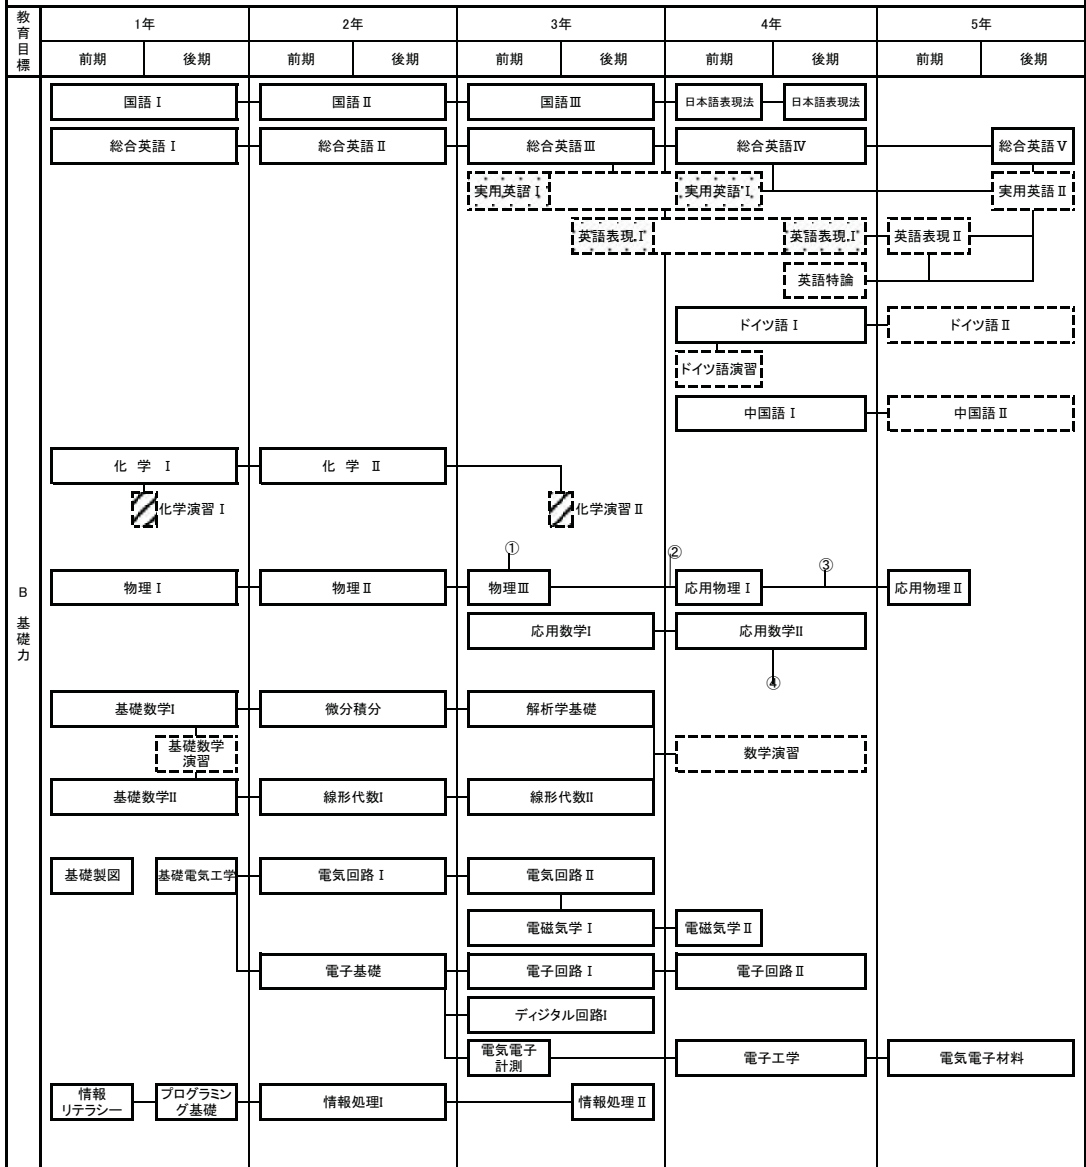 教育目標
1年 2年 3年 4年 5年
前期 後期 前期 後期 前期 後期 前期 後期 前期 後期
国語Ⅰ 国語Ⅱ 国語Ⅲ 日本語表現法 日本語表現法
総合英語Ⅰ 総合英語Ⅱ 総合英語Ⅲ 総合英語Ⅳ 総合英語Ⅴ
実用英語Ⅰ 実用英語Ⅰ 実用英語Ⅱ
英語表現Ⅰ 英語表現Ⅰ 英語表現Ⅱ
英語特論
ドイツ語Ⅰ ドイツ語Ⅱ
ドイツ語演習
中国語Ⅰ 中国語Ⅱ
化 学 Ⅰ 化 学 Ⅱ
化学演習Ⅰ 化学演習Ⅱ
① ② ③
B 基礎力
物理Ⅰ 物理Ⅱ 物理Ⅲ 応用物理Ⅰ 応用物理Ⅱ
応用数学I 応用数学II
④
基礎数学I 微分積分 解析学基礎
基礎数学
演習
数学演習
基礎数学II 線形代数I 線形代数II
基礎製図 基礎電気工学 電気回路Ⅰ 電気回路Ⅱ
電磁気学Ⅰ 電磁気学Ⅱ
電子基礎 電子回路Ⅰ 電子回路Ⅱ
ディジタル回路I
電気電子
計測
電子工学 電気電子材料
情報
リテラシー
プログラミン
グ基礎
情報処理I 情報処理Ⅱ